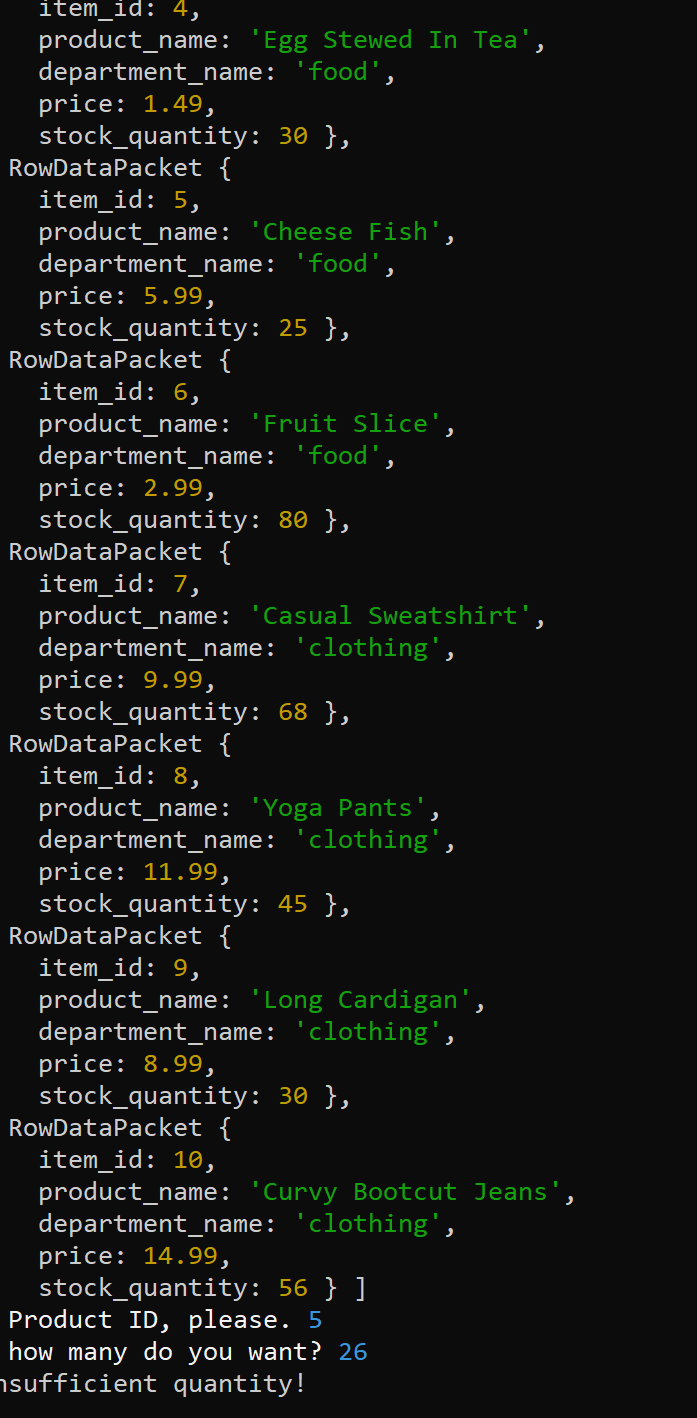 item_id: 4,
product_name: 'Egg Stewed In Tea',
department_name: 'food',
price: 1.49,
stock_quantity: 30 },
RowDataPacket {
item_id: 5,
product_name: 'Cheese Fish',
department_name: 'food',
price: 5.99,
stock_quantity: 25 },
RowDataPacket {
item_id: 6,
product_name: 'Fruit Slice',
department_name: 'food',
price: 2.99,
stock_quantity: 80 },
RowDataPacket {
item_id: 7,
product_name: 'Casual Sweatshirt',
department_name: 'clothing',
price: 9.99,
stock_quantity: 68 },
RowDataPacket {
item_id: 8,
product_name: 'Yoga Pants',
department_name: 'clothing',
price: 11.99,
stock_quantity: 45 },
RowDataPacket {
item_id: 9,
product_name: 'Long Cardigan',
department_name: 'clothing',
price: 8.99,
stock_quantity: 30 },
RowDataPacket {
item_id: 10,
product_name: 'Curvy Bootcut Jeans',
department_name: 'clothing',
price: 14.99,
stock_quantity: 56 } ]
Product ID, please. 5
how many do you want? 26
nsufficient quantity!